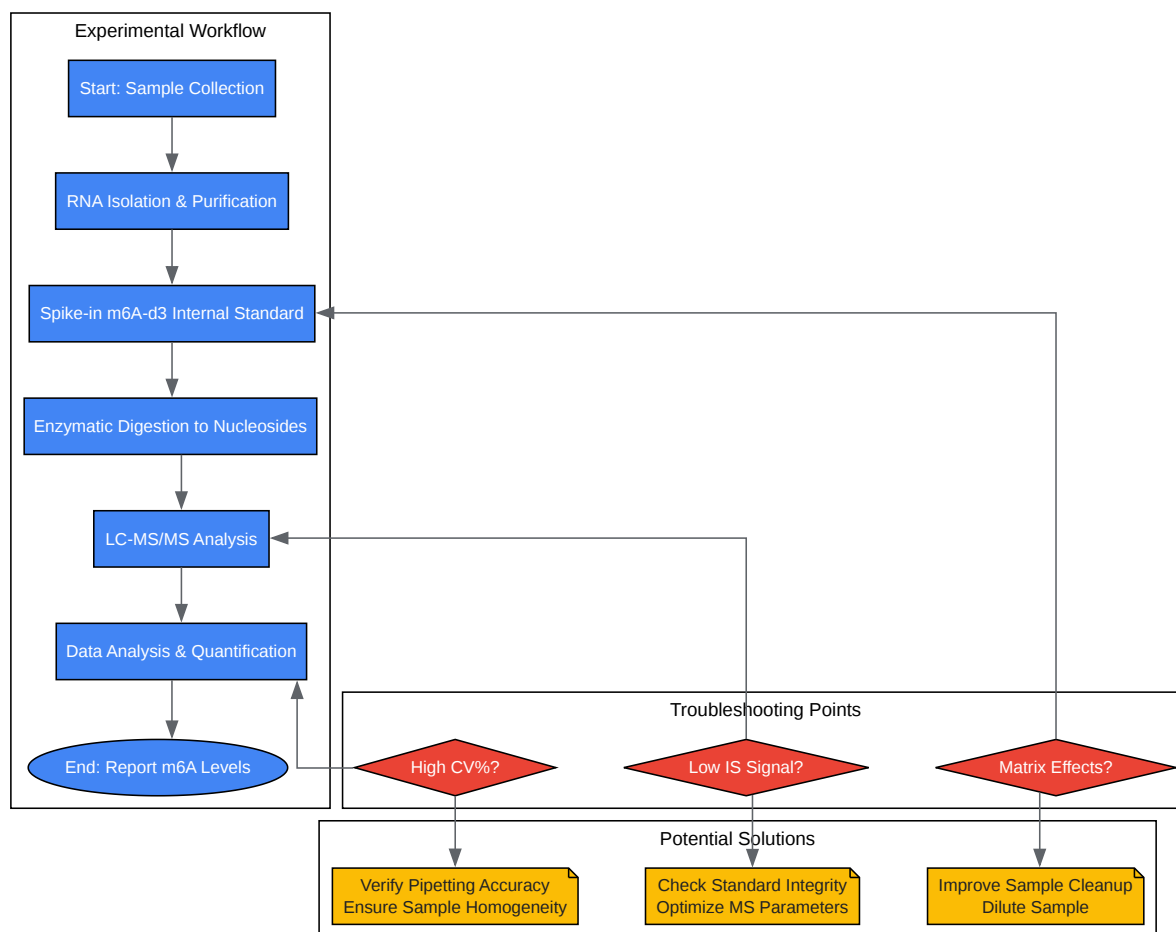 Experimental Workflow
Start: Sample Collection
RNA Isolation & Purification
Spike-in m6A-d3 Internal Standard
Enzymatic Digestion to Nucleosides
LC-MS/MS Analysis
Data Analysis & Quantification
End: Report m6A Levels
Troubleshooting Points
High CV%?
Low IS Signal?
Matrix Effects?
Potential Solutions
Verify Pipetting Accuracy
Ensure Sample Homogeneity
Check Standard Integrity
Optimize MS Parameters
Improve Sample Cleanup
Dilute Sample